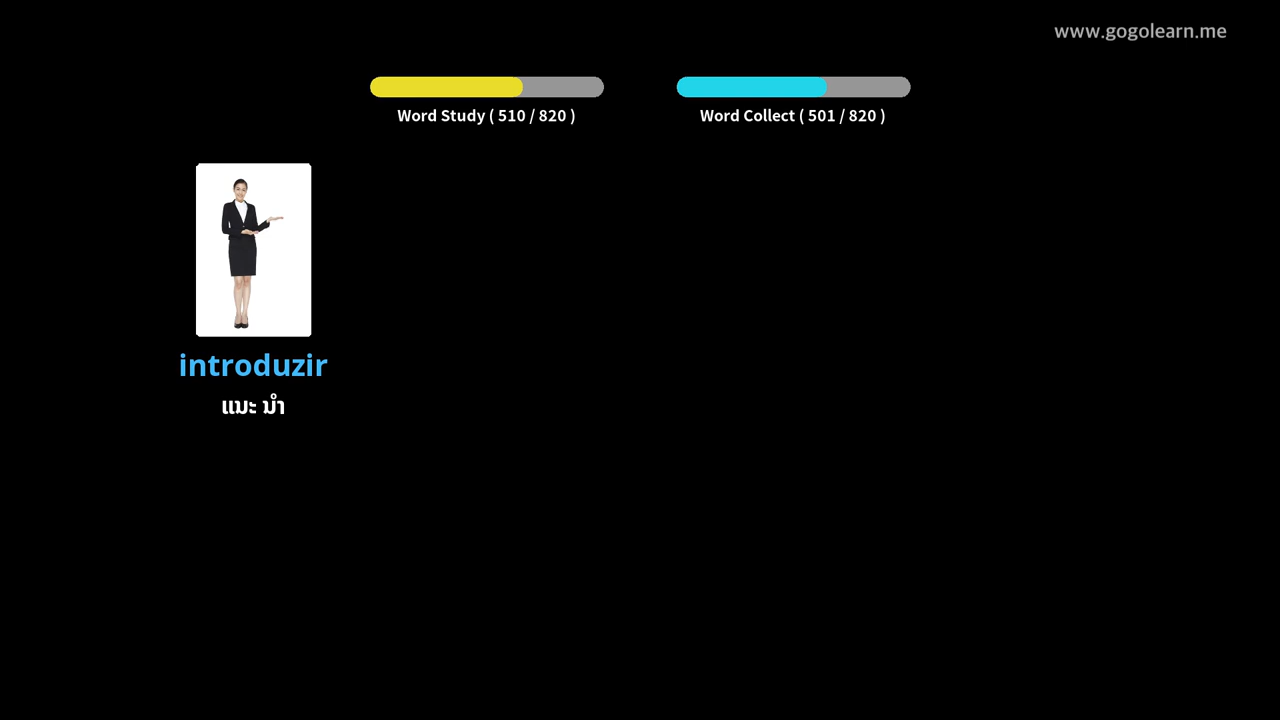 www.gogolearn.me
Word Study ( 510 / 820 )
Word Collect ( 501 / 820 )
introduzir
ແນະ ນຳ